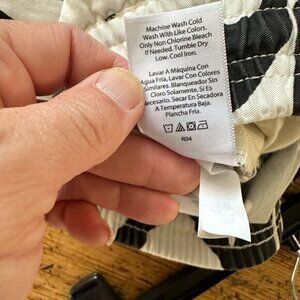 Machine Wash Cold
Wash With Like Colors.
Only Non Chlorine Bleach
If Needed. Tumble Dry
Low. Cool Iron.
Lavar A Máquina Con
Agua Fría, Lavar Con Colores
Similares. Blanqueador Sin
Cloro Solamente, Si Es
Necesario. Secar En Secadora
A Temperatura Baja.
Plancha Fría.
R04